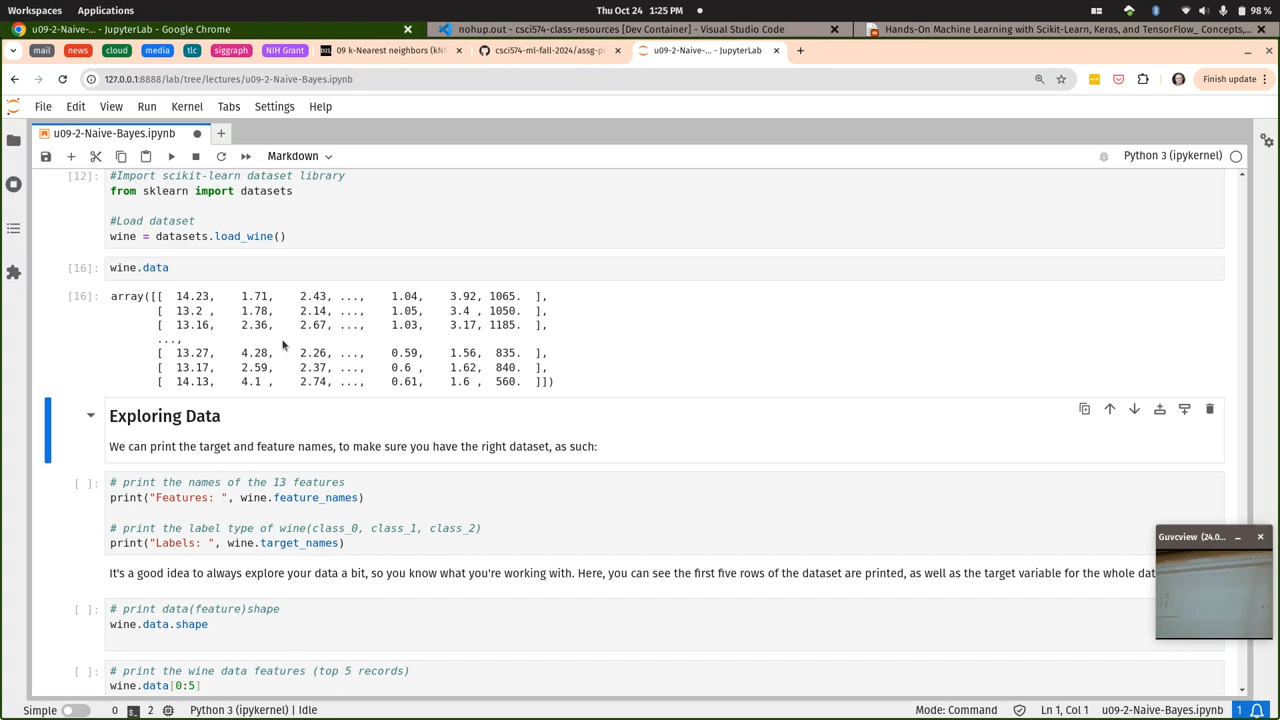 Workspaces Applications Thu Oct 24 1:25 PM 98 %
u09-2-Naive-... - JupyterLab - Google Chrome
nohup.out - csci574-class-resources [Dev Container] - Visual Studio Code
Hands-On Machine Learning with Scikit-Learn, Keras, and TensorFlow_ Concepts,...
mail news cloud media tlc siggraph NIH Grant
09 k-Nearest neighbors (kNN
csci574-ml-fall-2024/assg-p
u09-2-Naive-... - JupyterLab
127.0.0.1:8888/lab/tree/lectures/u09-2-Naive-Bayes.ipynb
Finish update
File Edit View Run Kernel Tabs Settings Help
u09-2-Naive-Bayes.ipynb
Markdown
Python 3 (ipykernel)
[12]: #Import scikit-learn dataset library
from sklearn import datasets
#Load dataset
wine = datasets.load_wine()
[16]: wine.data
[16]: array([[ 14.23, 1.71, 2.43, ..., 1.04, 3.92, 1065. ],
[ 13.2 , 1.78, 2.14, ..., 1.05, 3.4 , 1050. ],
[ 13.16, 2.36, 2.67, ..., 1.03, 3.17, 1185. ],
...,
[ 13.27, 4.28, 2.26, ..., 0.59, 1.56, 835. ],
[ 13.17, 2.59, 2.37, ..., 0.6 , 1.62, 840. ],
[ 14.13, 4.1 , 2.74, ..., 0.61, 1.6 , 560. ]])
Exploring Data
We can print the target and feature names, to make sure you have the right dataset, as such:
[ ]: # print the names of the 13 features
print("Features: ", wine.feature_names)
# print the label type of wine(class_0, class_1, class_2)
print("Labels: ", wine.target_names)
Guvcview (24.0...
It's a good idea to always explore your data a bit, so you know what you're working with. Here, you can see the first five rows of the dataset are printed, as well as the target variable for the whole dat
[ ]: # print data(feature)shape
wine.data.shape
[ ]: # print the wine data features (top 5 records)
wine.data[0:5]
Simple 0 2 Python 3 (ipykernel) | Idle Mode: Command Ln 1, Col 1 u09-2-Naive-Bayes.ipynb 1